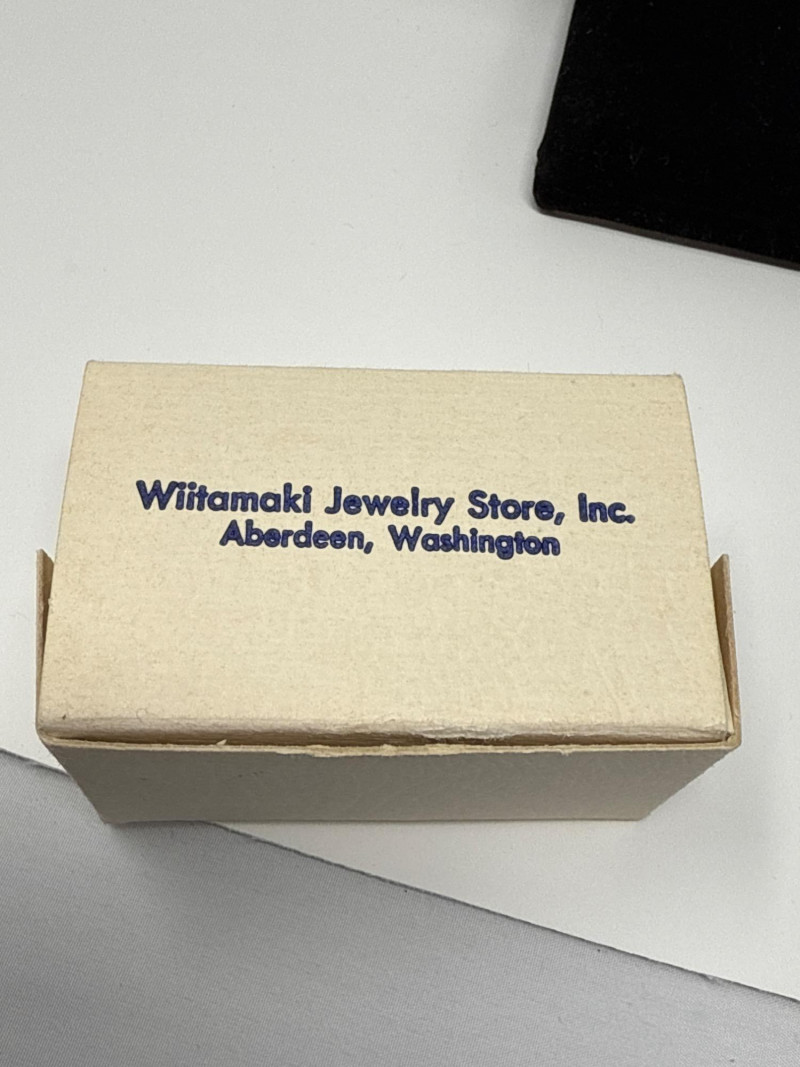 Wiitamaki Jewelry Store, Inc.
Aberdeen, Washington